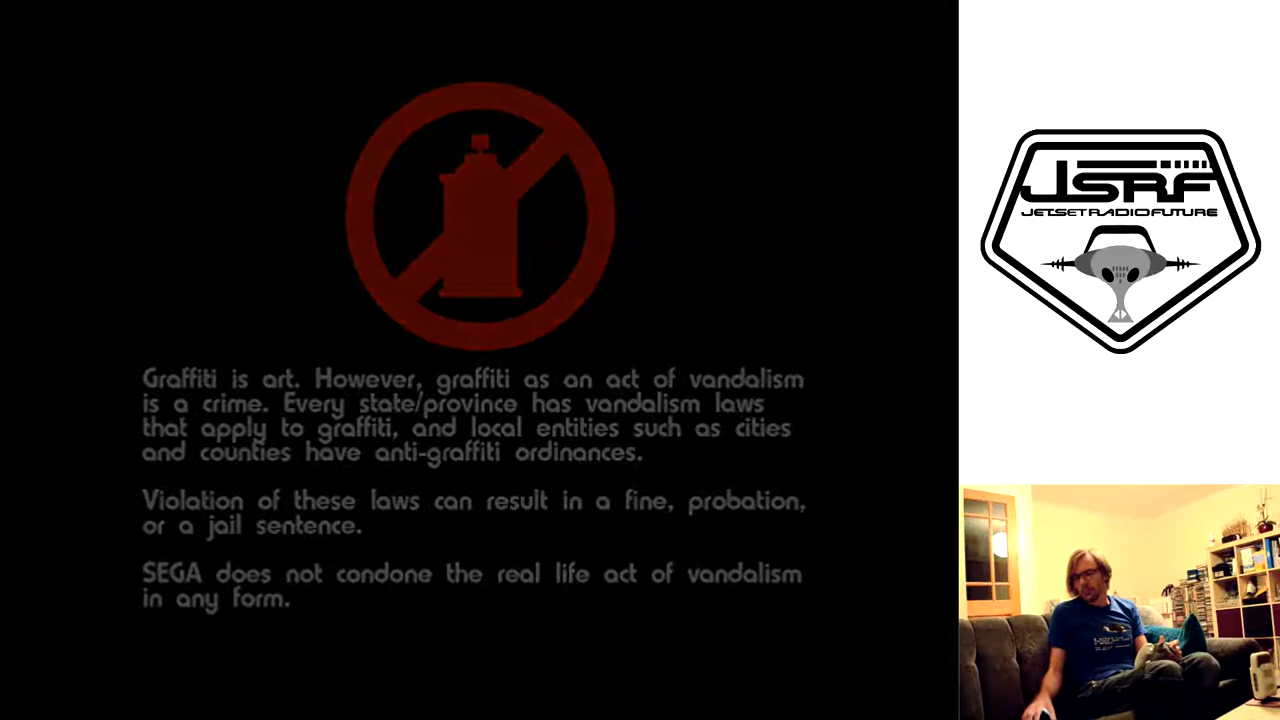 Graffiti is art. However, graffiti as an act of vandalism
is a crime. Every state/province has vandalism laws
that apply to graffiti, and local entities such as cities
and counties have anti-graffiti ordinances.
Violation of these laws can result in a fine, probation,
or a jail sentence.
SEGA does not condone the real life act of vandalism
in any form.
JSRF
JETSETRADIOFUTURE